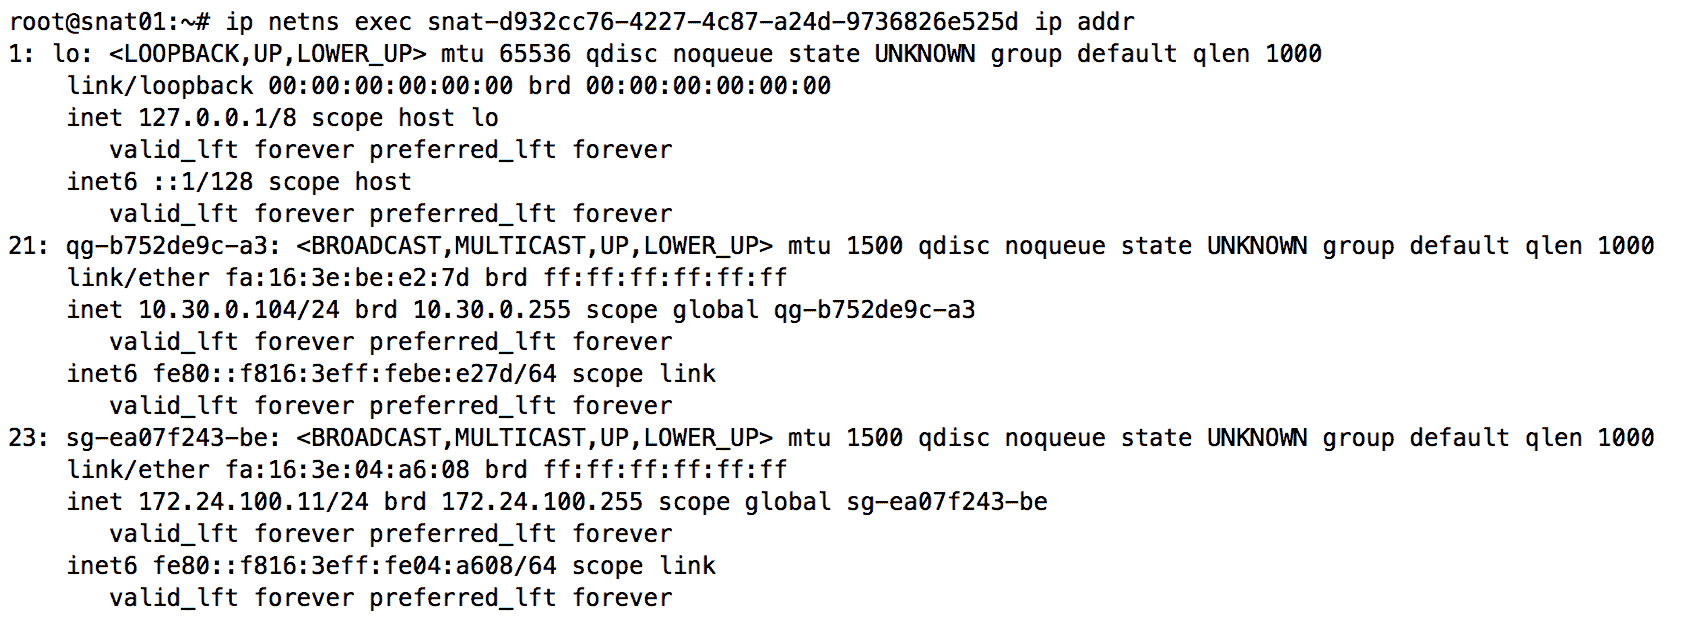 root@snat01:~# ip netns exec snat-d932cc76-4227-4c87-a24d-9736826e525d ip addr
1: lo: <LOOPBACK,UP,LOWER_UP> mtu 65536 qdisc noqueue state UNKNOWN group default qlen 1000
    link/loopback 00:00:00:00:00:00 brd 00:00:00:00:00:00
    inet 127.0.0.1/8 scope host lo
       valid_lft forever preferred_lft forever
    inet6 ::1/128 scope host
       valid_lft forever preferred_lft forever
21: qg-b752de9c-a3: <BROADCAST,MULTICAST,UP,LOWER_UP> mtu 1500 qdisc noqueue state UNKNOWN group default qlen 1000
    link/ether fa:16:3e:be:e2:7d brd ff:ff:ff:ff:ff:ff
    inet 10.30.0.104/24 brd 10.30.0.255 scope global qg-b752de9c-a3
       valid_lft forever preferred_lft forever
    inet6 fe80::f816:3eff:febe:e27d/64 scope link
       valid_lft forever preferred_lft forever
23: sg-ea07f243-be: <BROADCAST,MULTICAST,UP,LOWER_UP> mtu 1500 qdisc noqueue state UNKNOWN group default qlen 1000
    link/ether fa:16:3e:04:a6:08 brd ff:ff:ff:ff:ff:ff
    inet 172.24.100.11/24 brd 172.24.100.255 scope global sg-ea07f243-be
       valid_lft forever preferred_lft forever
    inet6 fe80::f816:3eff:fe04:a608/64 scope link
       valid_lft forever preferred_lft forever